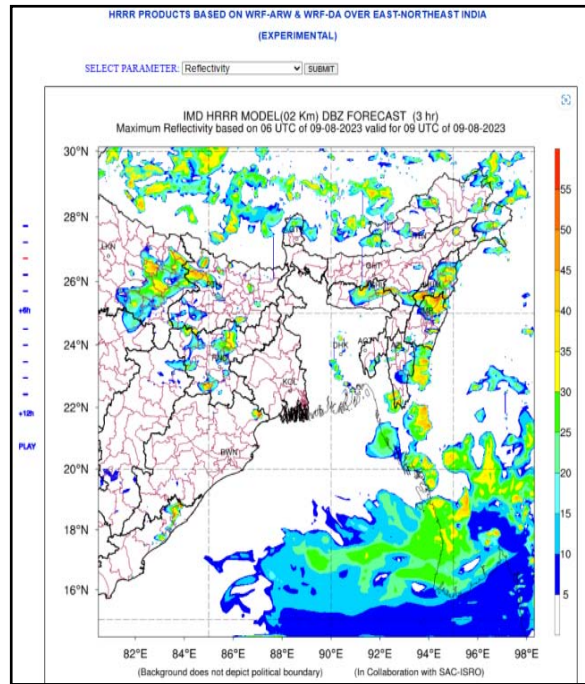 HRRR PRODUCTS BASED ON WRF-ARW & WRF-DA OVER EAST-NORTHEAST INDIA
(EXPERIMENTAL)
SELECT PARAMETER: Reflectivity SUBMIT
IMD HRRR MODEL(02 Km) DBZ FORECAST (3 hr)
Maximum Reflectivity based on 06 UTC of 09-08-2023 valid for 09 UTC of 09-08-2023
30°N
28°N
26°N
24°N
22°N
20°N
18°N
16°N
+6h
+12h
PLAY
LKN
DHK
KOL
BWN
55
50
45
40
35
30
25
20
15
10
5
82°E 84°E 86°E 88°E 90°E 92°E 94°E 96°E 98°E
(Background does not depict political boundary) (In Collaboration with SAC-ISRO)